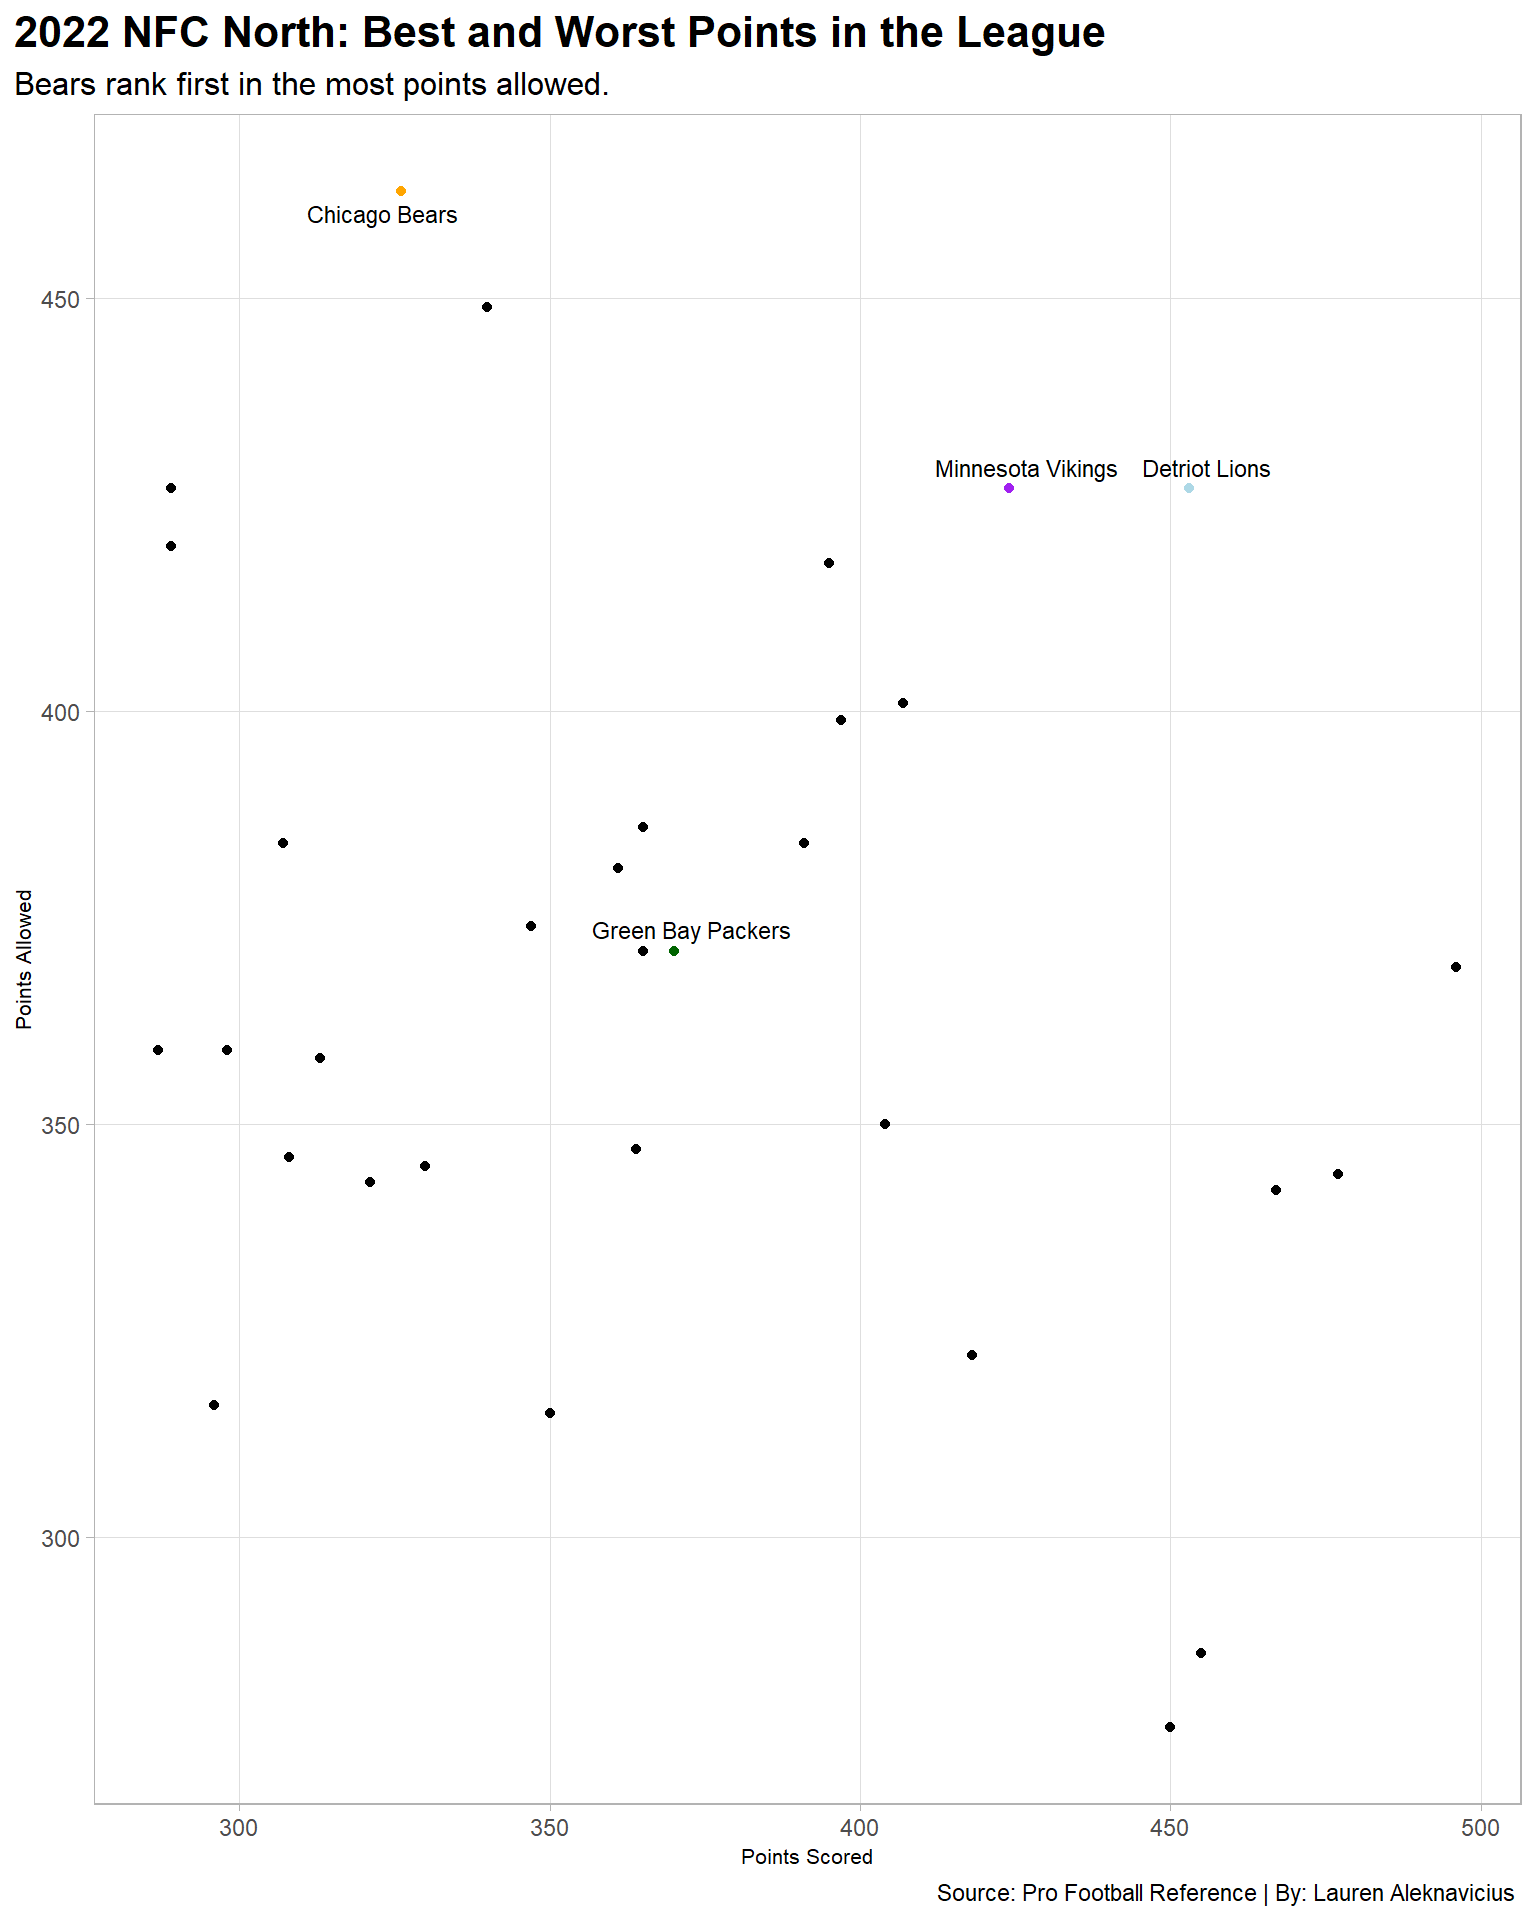 2022 NFC North: Best and Worst Points in the League
Bears rank first in the most points allowed.
Chicago Bears
450
Minnesota Vikings
Detriot Lions
400
Points Allowed
Green Bay Packers
350
300
300
350
400
450
500
Points Scored
Source: Pro Football Reference | By: Lauren Aleknavicius